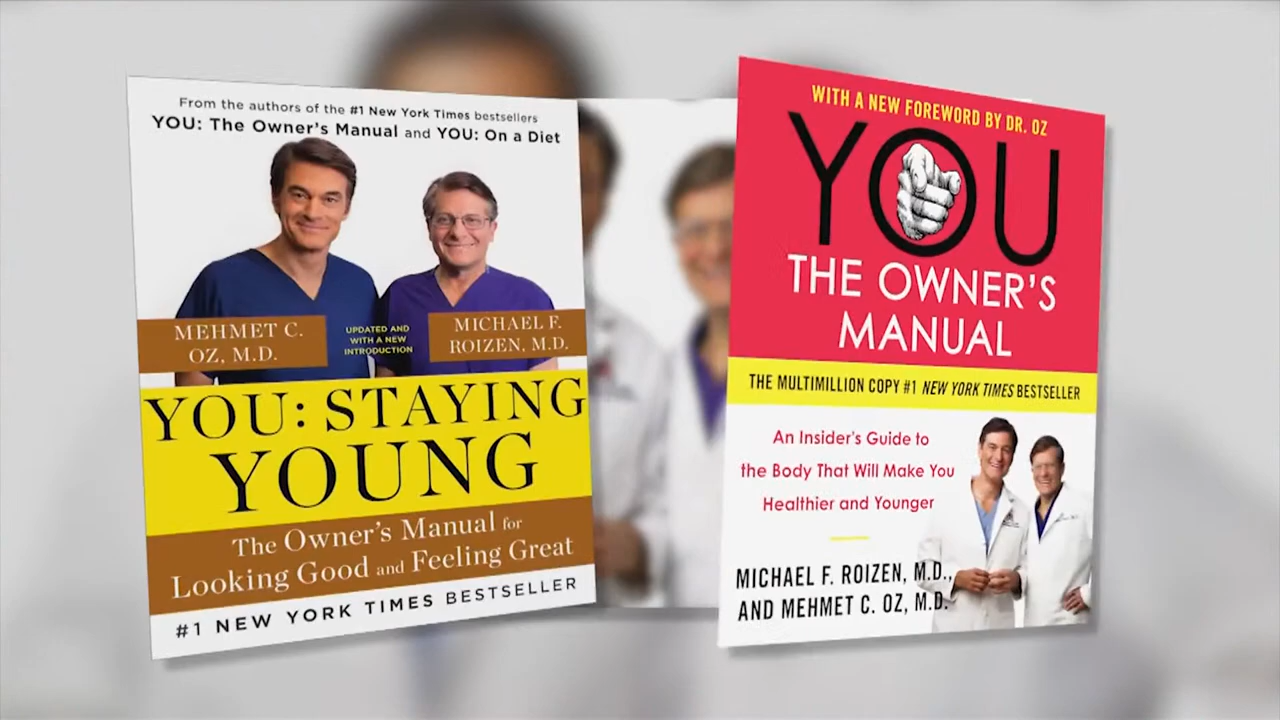 From the authors of the #1 New York Times bestsellers
YOU: The Owner's Manual and YOU: On a Diet
MEHMET C.
OZ, M.D.
UPDATED AND
WITH A NEW
INTRODUCTION
MICHAEL F.
ROIZEN, M.D.
YOU: STAYING
YOUNG
The Owner's Manual for
Looking Good and Feeling Great
#1 NEW YORK TIMES BESTSELLER
WITH A NEW FOREWORD BY DR. OZ
YOU
THE OWNER'S
MANUAL
THE MULTIMILLION COPY #1 NEW YORK TIMES BESTSELLER
An Insider's Guide to
the Body That Will Make You
Healthier and Younger
MICHAEL F. ROIZEN, M.D.,
AND MEHMET C. OZ, M.D.